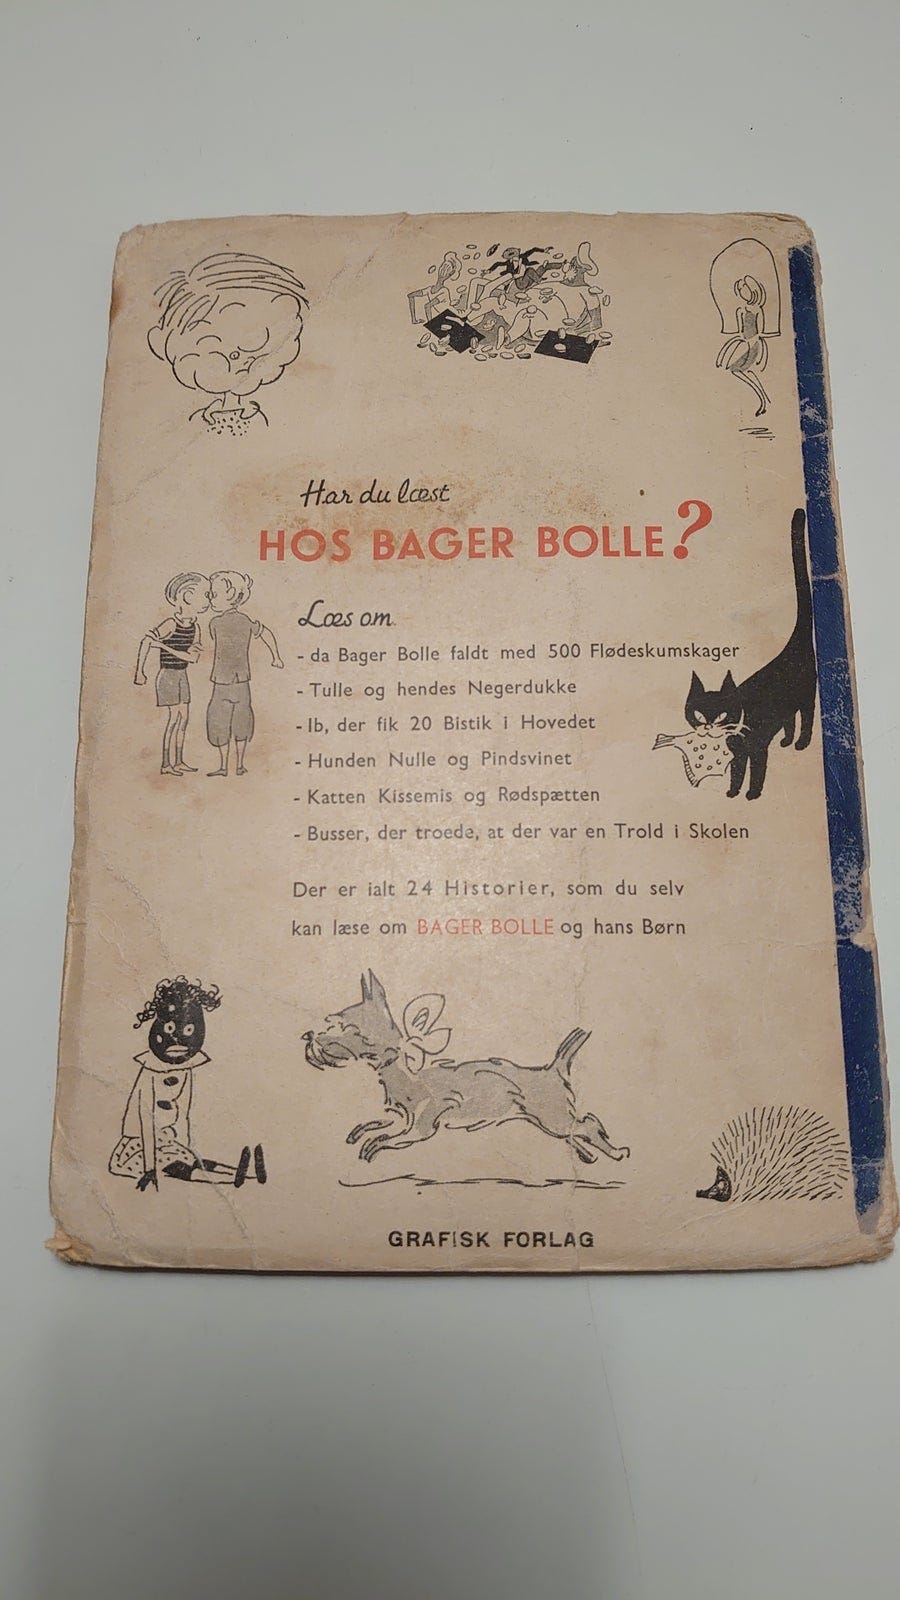 Har du læst
HOS BAGER BOLLE?
Læs om
- da Bager Bolle faldt med 500 Flødeskumskager
- Tulle og hendes Negerdukke
- Ib, der fik 20 Bistik i Hovedet
- Hunden Nulle og Pindsvinet
- Katten Kissemis og Rødspætten
- Busser, der troede, at der var en Trold i Skolen
Der er ialt 24 Historier, som du selv
kan læse om BAGER BOLLE og hans Børn
GRAFISK FORLAG